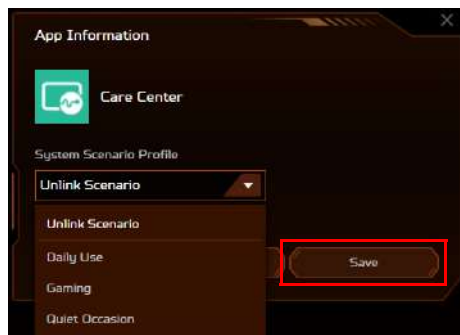 App Information
Care Center
System Scenario Profile
Unlink Scenario
Unlink Scenario
Daily Use
Save
Gaming
Quiet Occasion